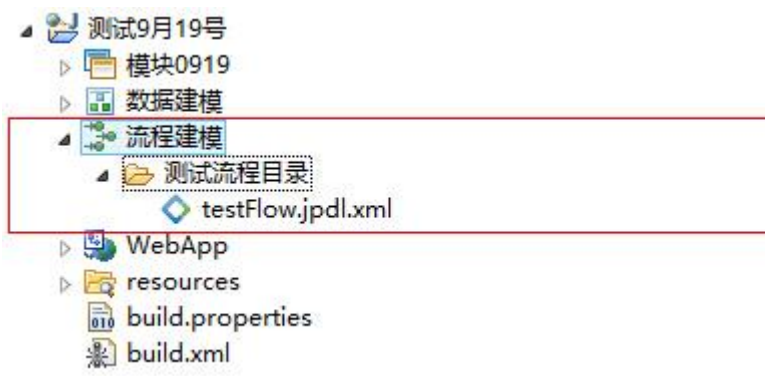 测试9月19号
模块0919
数据建模
流程建模
测试流程目录
testFlow.jpdl.xml
WebApp
resources
build.properties
build.xml